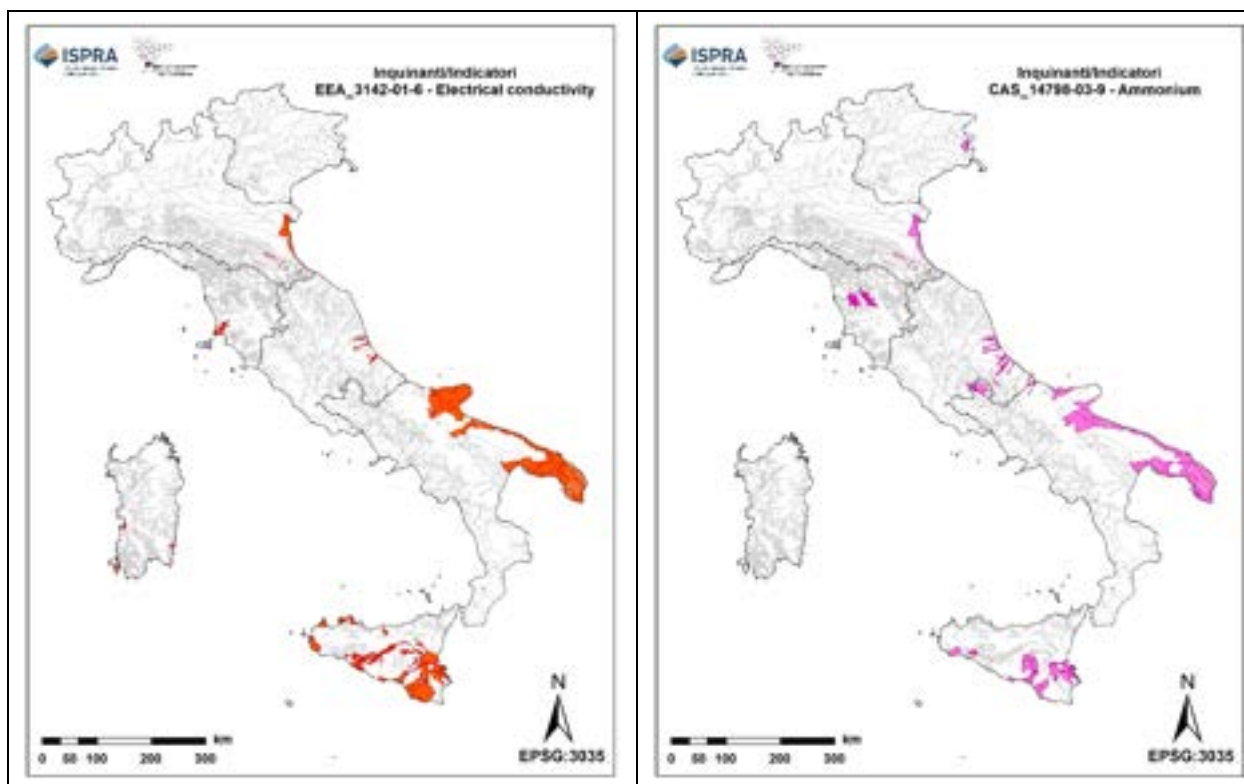 ISPRA
Inquinanti/Indicatori
EEA_3142-01-6 - Electrical conductivity
N
km
0 50 100 200 300
EPSG:3035
ISPRA
Inquinanti/Indicatori
CAS_14798-03-9 - Ammonium
N
km
0 50 100 200 300
EPSG:3035